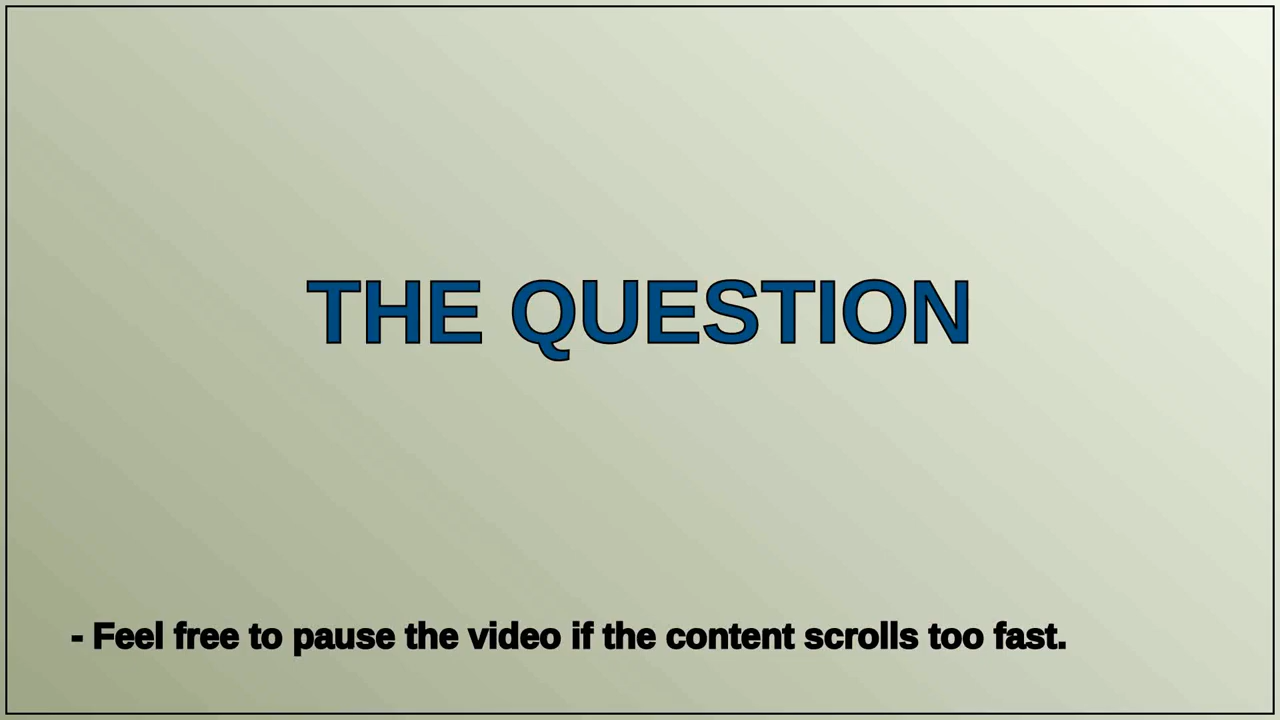 THE QUESTION
- Feel free to pause the video if the content scrolls too fast.